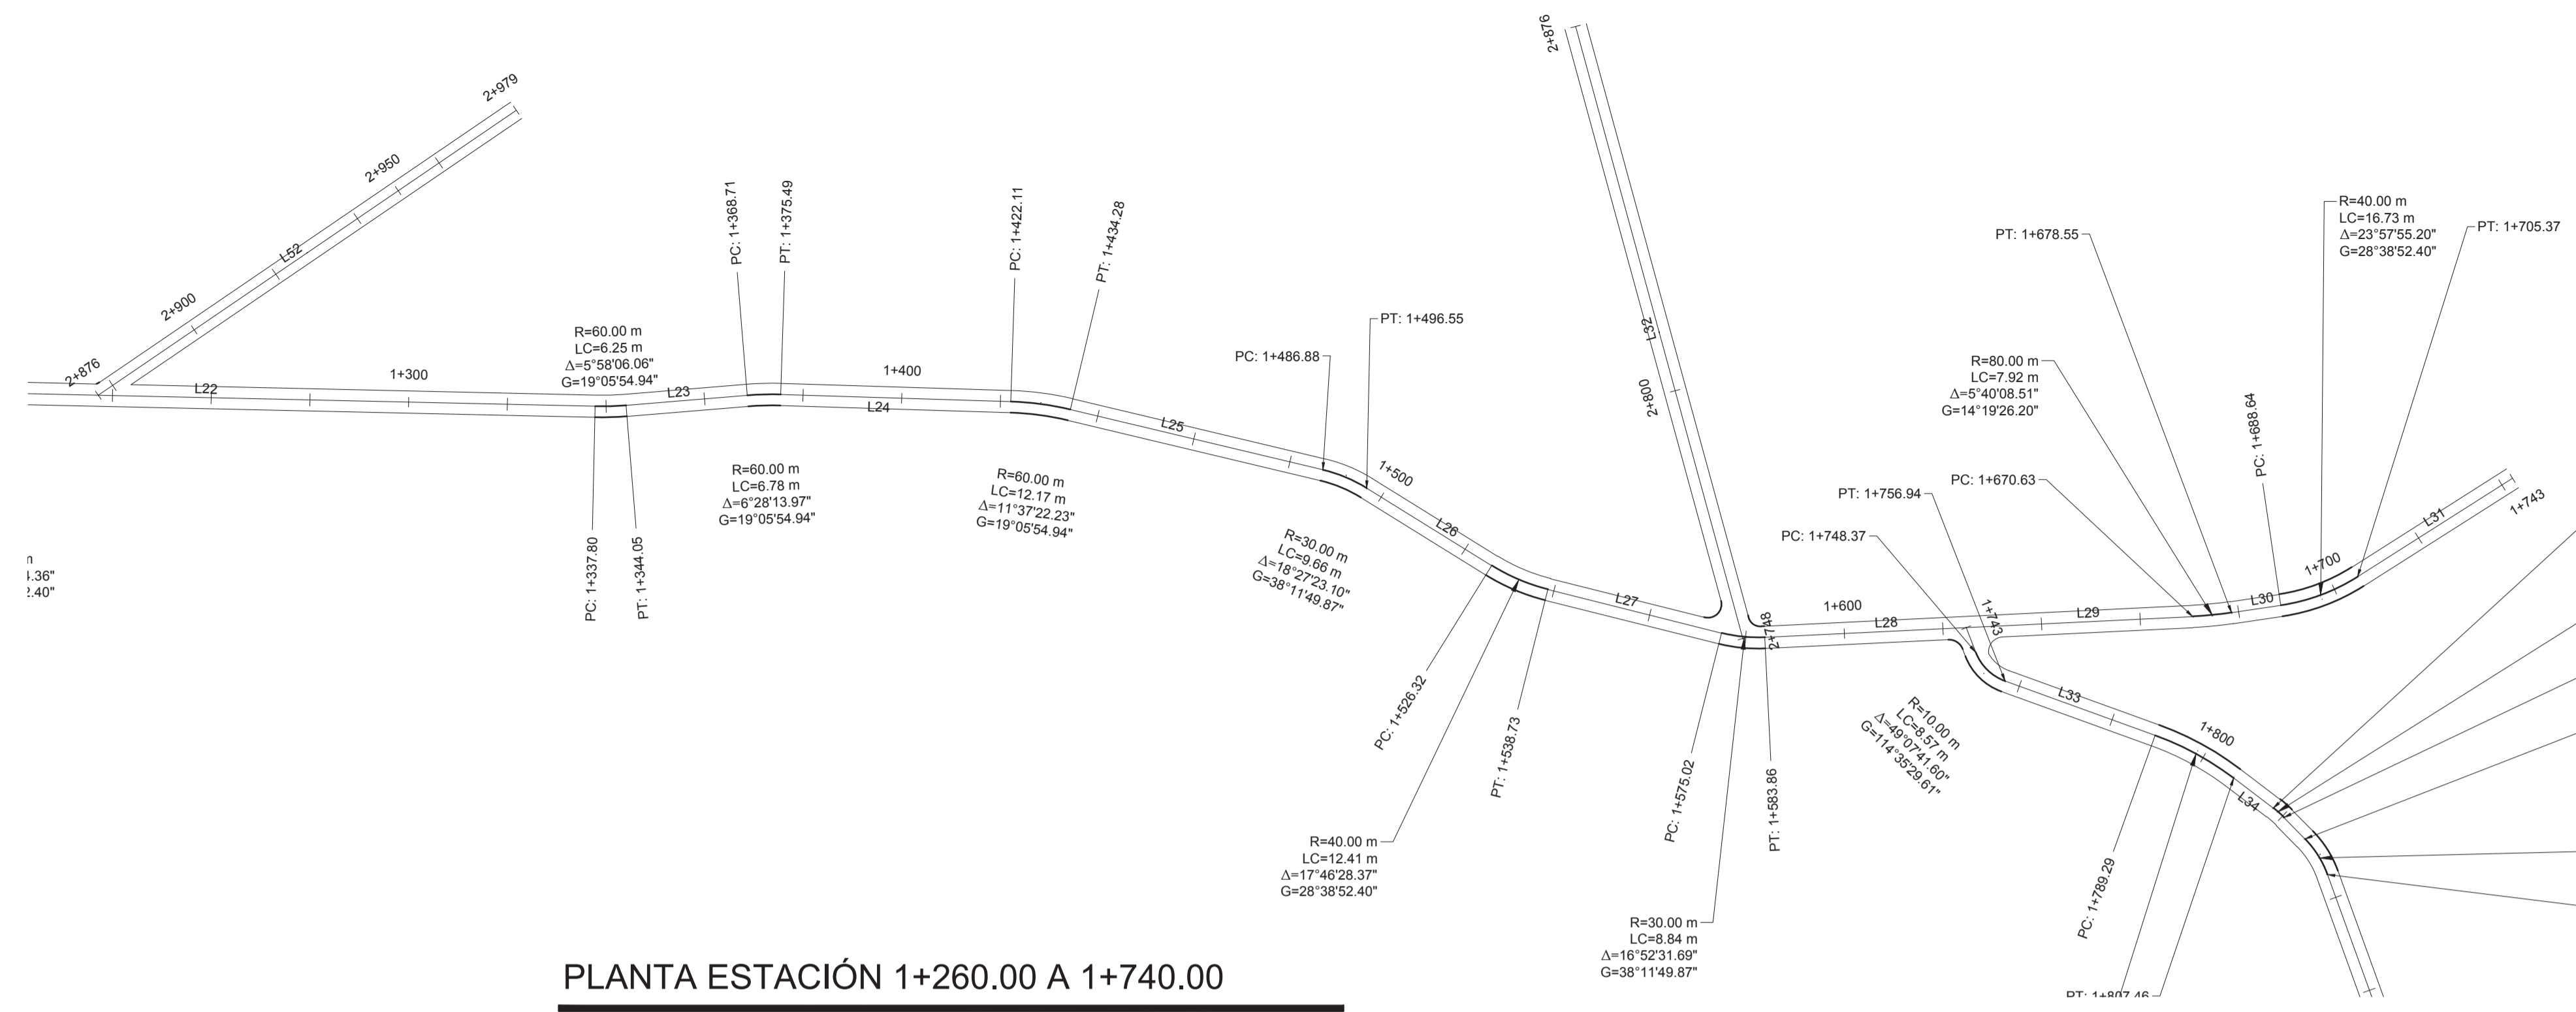 2+876
2+979
2+950
L52
2+900
2+876
L22
1+300
R=60.00 m
LC=6.25 m
Δ=5°58'06.06"
G=19°05'54.94"
L23
PC: 1+368.71
PT: 1+375.49
1+400
L24
PC: 1+422.11
PT: 1+434.28
L25
PC: 1+486.88
PT: 1+496.55
1+500
L26
L27
PC: 1+337.80
PT: 1+344.05
R=60.00 m
LC=6.78 m
Δ=6°28'13.97"
G=19°05'54.94"
R=60.00 m
LC=12.17 m
Δ=11°37'22.23"
G=19°05'54.94"
R=30.00 m
LC=9.66 m
Δ=18°27'23.10"
G=38°11'49.87"
4.36"
2.40"
PC: 1+526.32
PT: 1+538.73
R=40.00 m
LC=12.41 m
Δ=17°46'28.37"
G=28°38'52.40"
L32
2+800
2+748
PC: 1+575.02
PT: 1+583.86
R=30.00 m
LC=8.84 m
Δ=16°52'31.69"
G=38°11'49.87"
1+600
L28
1+743
L29
PT: 1+756.94
PC: 1+748.37
PC: 1+670.63
R=80.00 m
LC=7.92 m
Δ=5°40'08.51"
G=14°19'26.20"
PT: 1+678.55
PC: 1+688.64
R=40.00 m
LC=16.73 m
Δ=23°57'55.20"
G=28°38'52.40"
PT: 1+705.37
L30
1+700
L31
1+743
L33
R=10.00 m
LC=8.57 m
Δ=49°07'41.60"
G=114°35'29.61"
1+800
L34
PC: 1+789.29
PT: 1+807.46
PLANTA ESTACIÓN 1+260.00 A 1+740.00